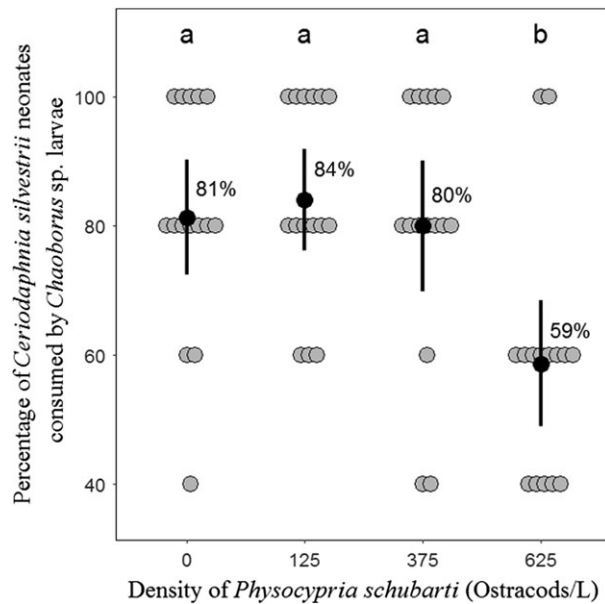 a a a b
Percentage of Ceriodaphnia silvestrii neonates
consumed by Chaoborus sp. larvae
100
80
60
40
81%
84%
80%
59%
0 125 375 625
Density of Physocypria schubarti (Ostracods/L)